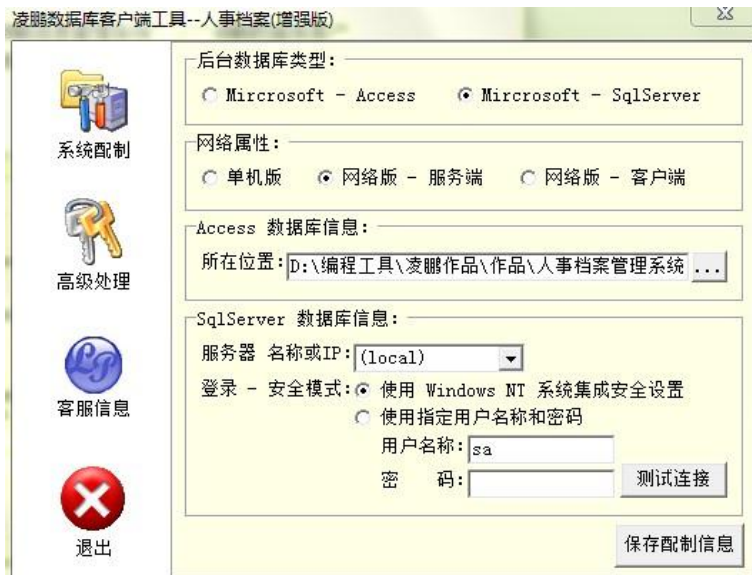 凌鹏数据库客户端工具--人事档案(增强版)
系统配制
高级处理
LP
客服信息
退出
后台数据库类型:
Mircrosoft - Access Mircrosoft - SqlServer
网络属性:
单机版 网络版 - 服务端 网络版 - 客户端
Access 数据库信息:
所在位置: D:\编程工具\凌鹏作品\作品\人事档案管理系统 ...
SqlServer 数据库信息:
服务器 名称或IP: (local)
登录 - 安全模式: 使用 Windows NT 系统集成安全设置
使用指定用户名称和密码
用户名称: sa
密 码: 测试连接
保存配制信息